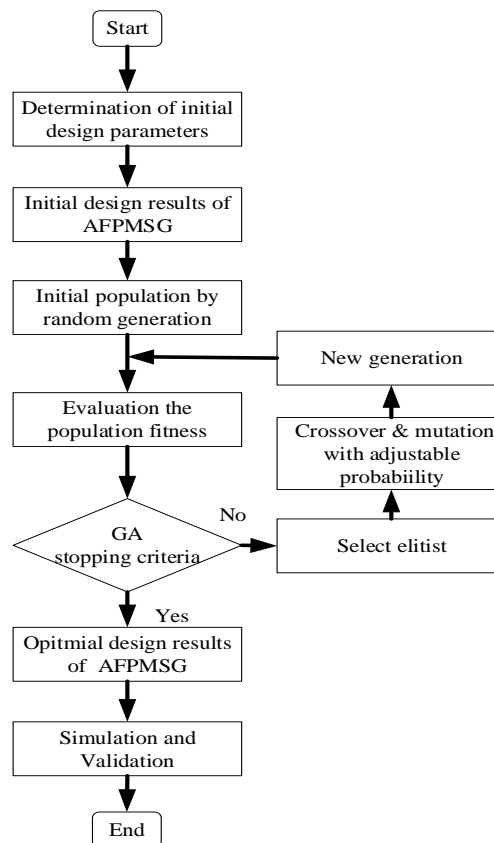 Start
Determination of initial
design parameters
Initial design results of
AFPMSG
Initial population by
random generation
New generation
Evaluation the
population fitness
Crossover & mutation
with adjustable
probabiility
GA
stopping criteria
No
Select elitist
Yes
Opitmial design results
of AFPMSG
Simulation and
Validation
End